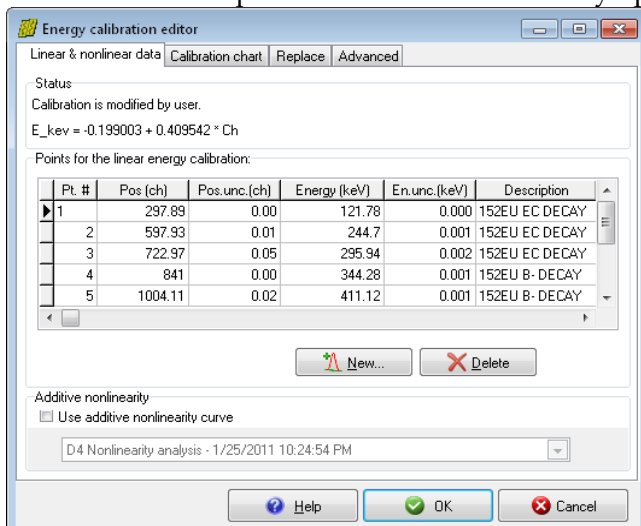 Energy calibration editor
Linear & nonlinear data Calibration chart Replace Advanced
Status
Calibration is modified by user.
E_kev = -0.199003 + 0.409542 * Ch
Points for the linear energy calibration:
Pt. # Pos (ch) Pos.unc.(ch) Energy (keV) En.unc.(keV) Description
1 297.89 0.00 121.78 0.000 152EU EC DECAY
2 597.93 0.01 244.7 0.001 152EU EC DECAY
3 722.97 0.05 295.94 0.002 152EU EC DECAY
4 841 0.00 344.28 0.001 152EU B- DECAY
5 1004.11 0.02 411.12 0.001 152EU B- DECAY
New... Delete
Additive nonlinearity
Use additive nonlinearity curve
D4 Nonlinearity analysis - 1/25/2011 10:24:54 PM
Help OK Cancel